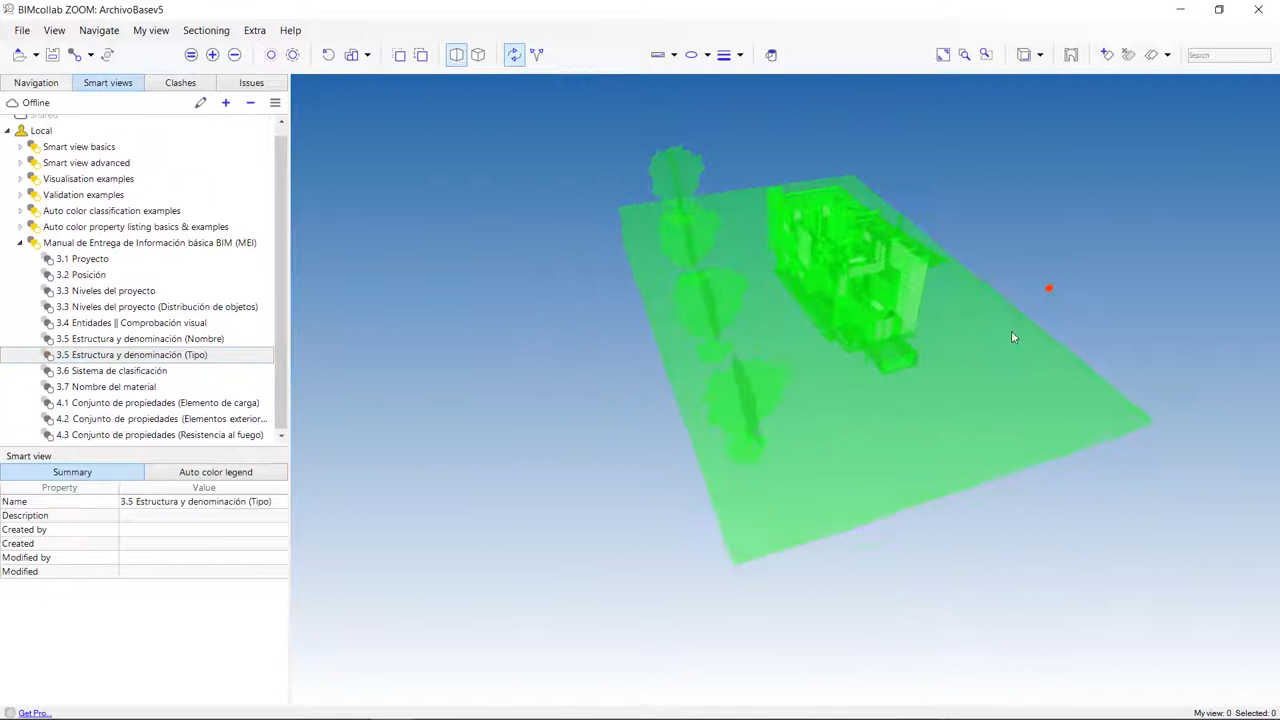 BIMcollab ZOOM: ArchivoBasev5
File View Navigate My view Sectioning Extra Help
Search
Navigation Smart views Clashes Issues
Offline
Shared
Local
Smart view basics
Smart view advanced
Visualisation examples
Validation examples
Auto color classification examples
Auto color property listing basics & examples
Manual de Entrega de Información básica BIM (MEI)
3.1 Proyecto
3.2 Posición
3.3 Niveles del proyecto
3.3 Niveles del proyecto (Distribución de objetos)
3.4 Entidades || Comprobación visual
3.5 Estructura y denominación (Nombre)
3.5 Estructura y denominación (Tipo)
3.6 Sistema de clasificación
3.7 Nombre del material
4.1 Conjunto de propiedades (Elemento de carga)
4.2 Conjunto de propiedades (Elementos exterior...
4.3 Conjunto de propiedades (Resistencia al fuego)
Smart view
Summary Auto color legend
Property Value
Name 3.5 Estructura y denominación (Tipo)
Description
Created by
Created
Modified by
Modified
Get Pro...
My view: 0 Selected: 0